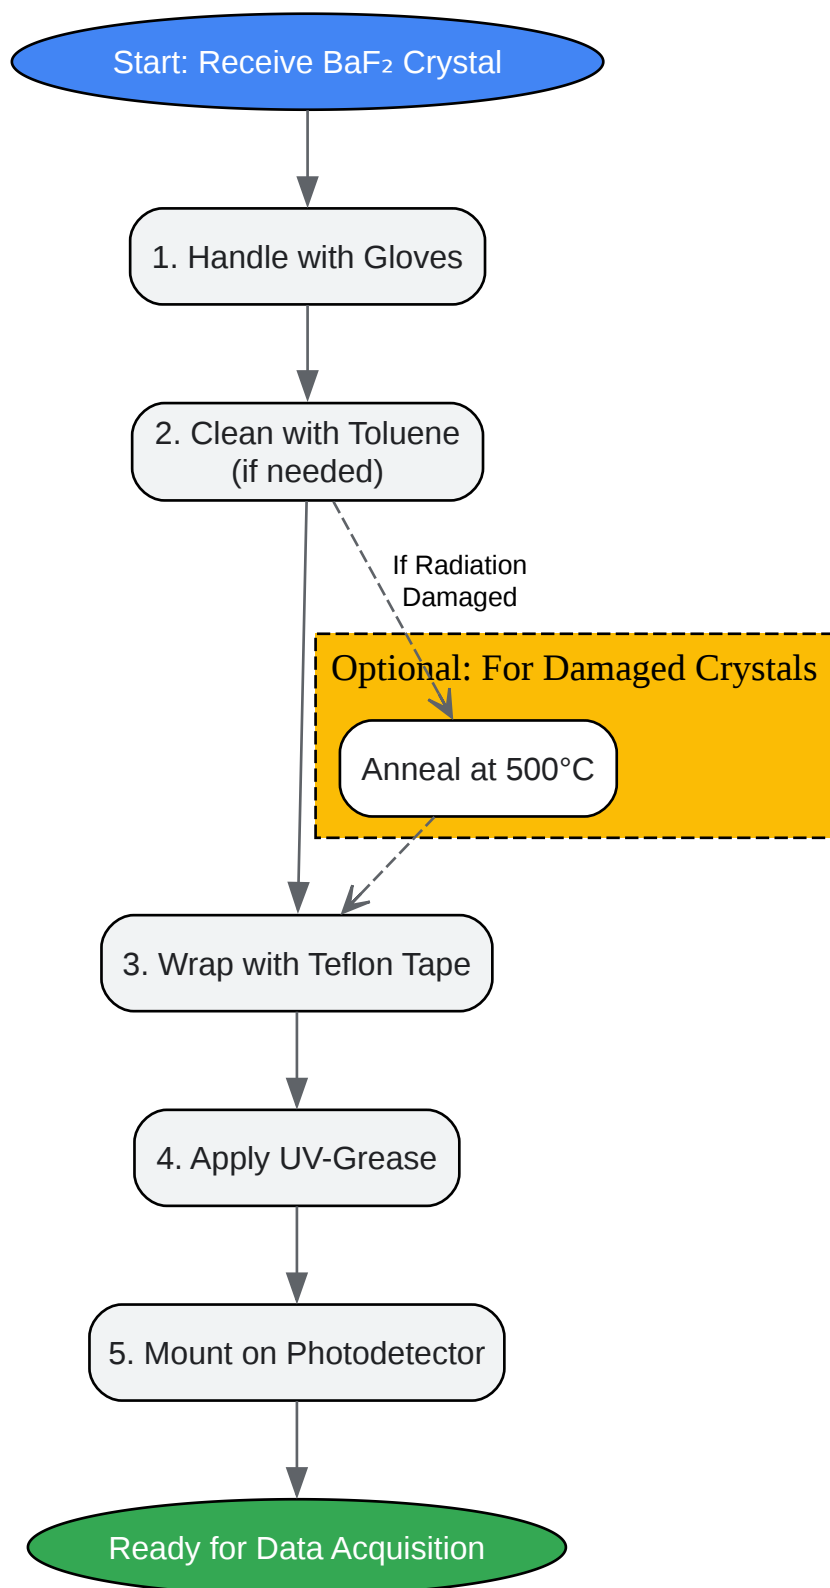 Start: Receive BaF₂ Crystal
1. Handle with Gloves
2. Clean with Toluene
(if needed)
If Radiation
Damaged
Optional: For Damaged Crystals
Anneal at 500°C
3. Wrap with Teflon Tape
4. Apply UV-Grease
5. Mount on Photodetector
Ready for Data Acquisition